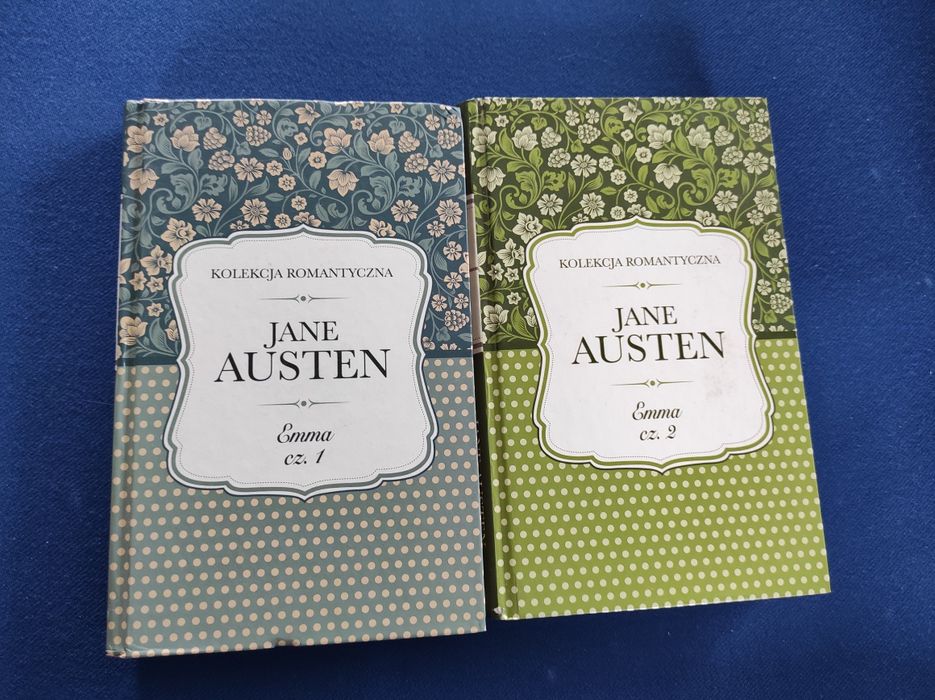 KOLEKCJA ROMANTYCZNA
JANE
AUSTEN
Emma
cz. 1
KOLEKCJA ROMANTYCZNA
JANE
AUSTEN
Emma
cz. 2